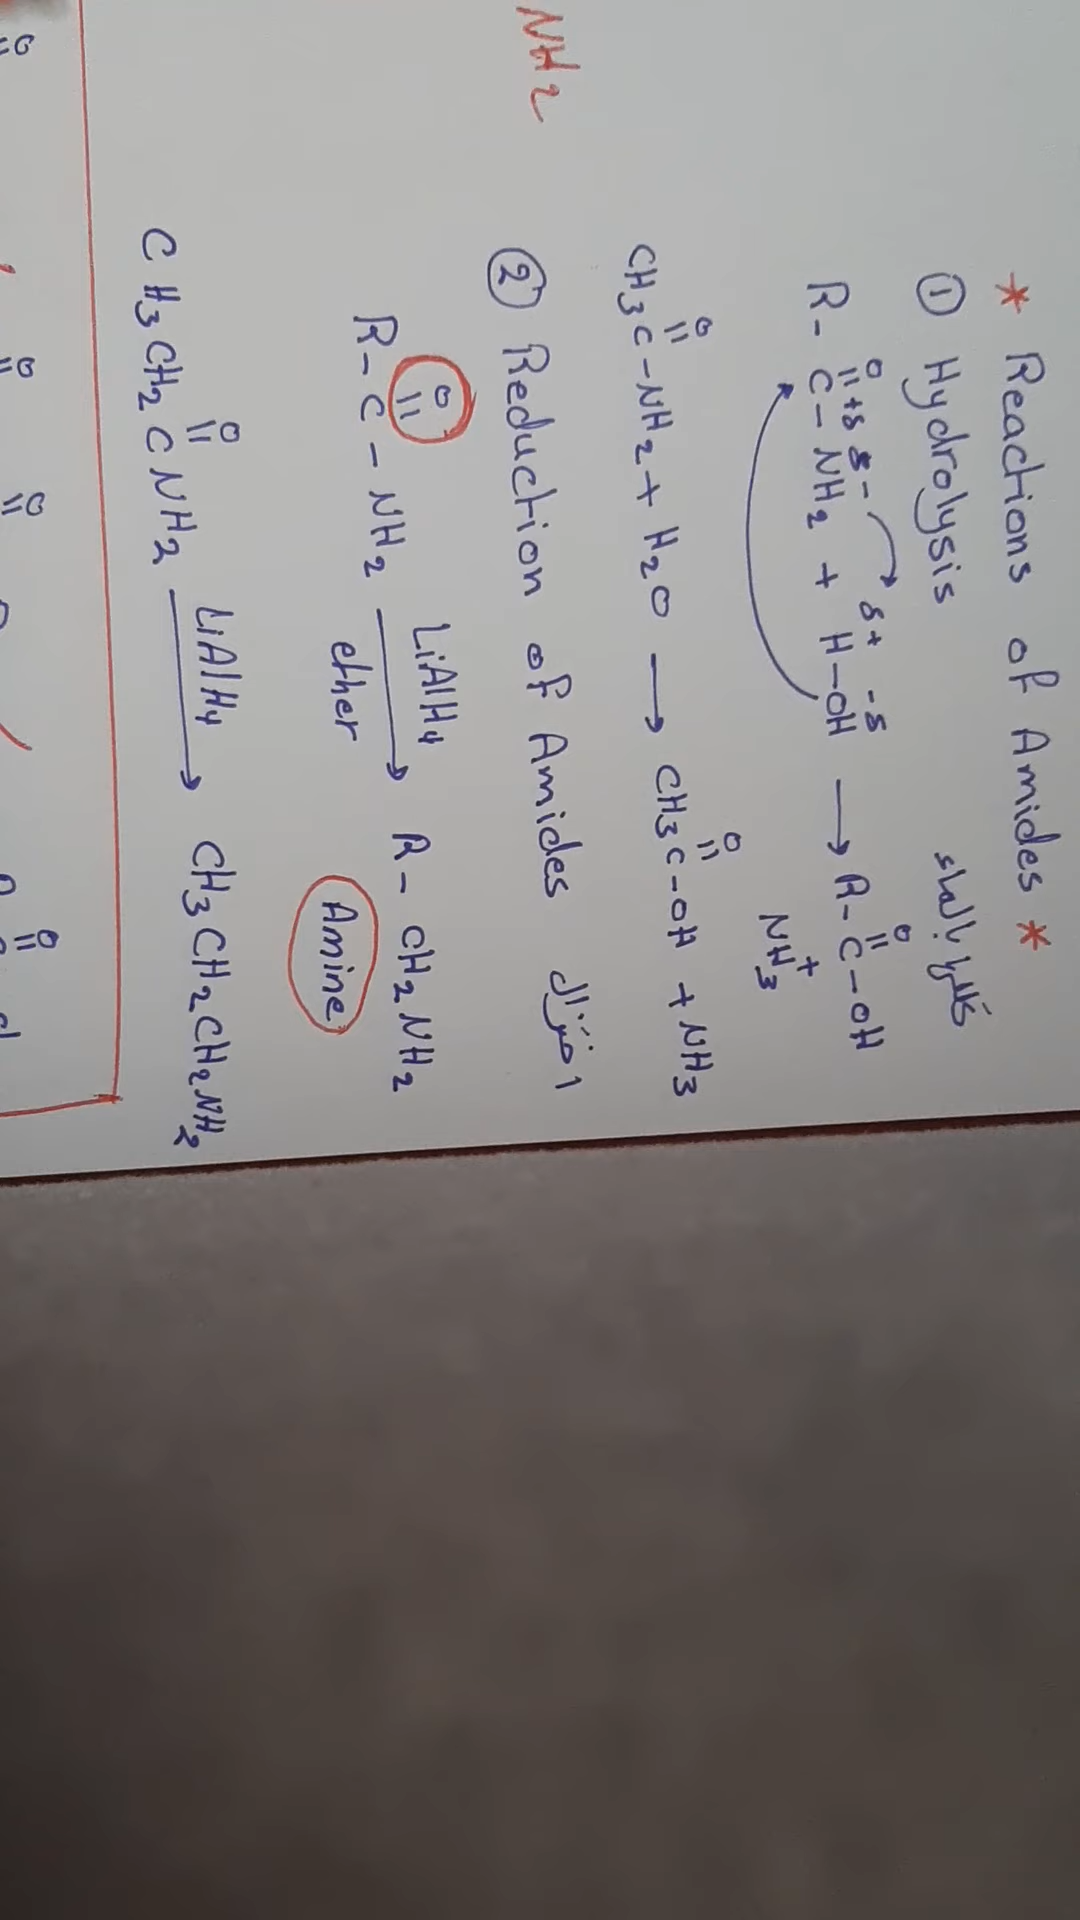 * Reactions of Amides *
① Hydrolysis تحلل بالماء
O +δ δ- δ+ -δ O
R-C-NH2 + H-OH → R-C-OH
+
NH3
O O
CH3C-NH2 + H2O → CH3C-OH + NH3
NH2
② Reduction of Amides اختزال
O LiAlH4
R-C-NH2 → R-CH2NH2
ether Amine
O LiAlH4
CH3CH2CNH2 → CH3CH2CH2NH2